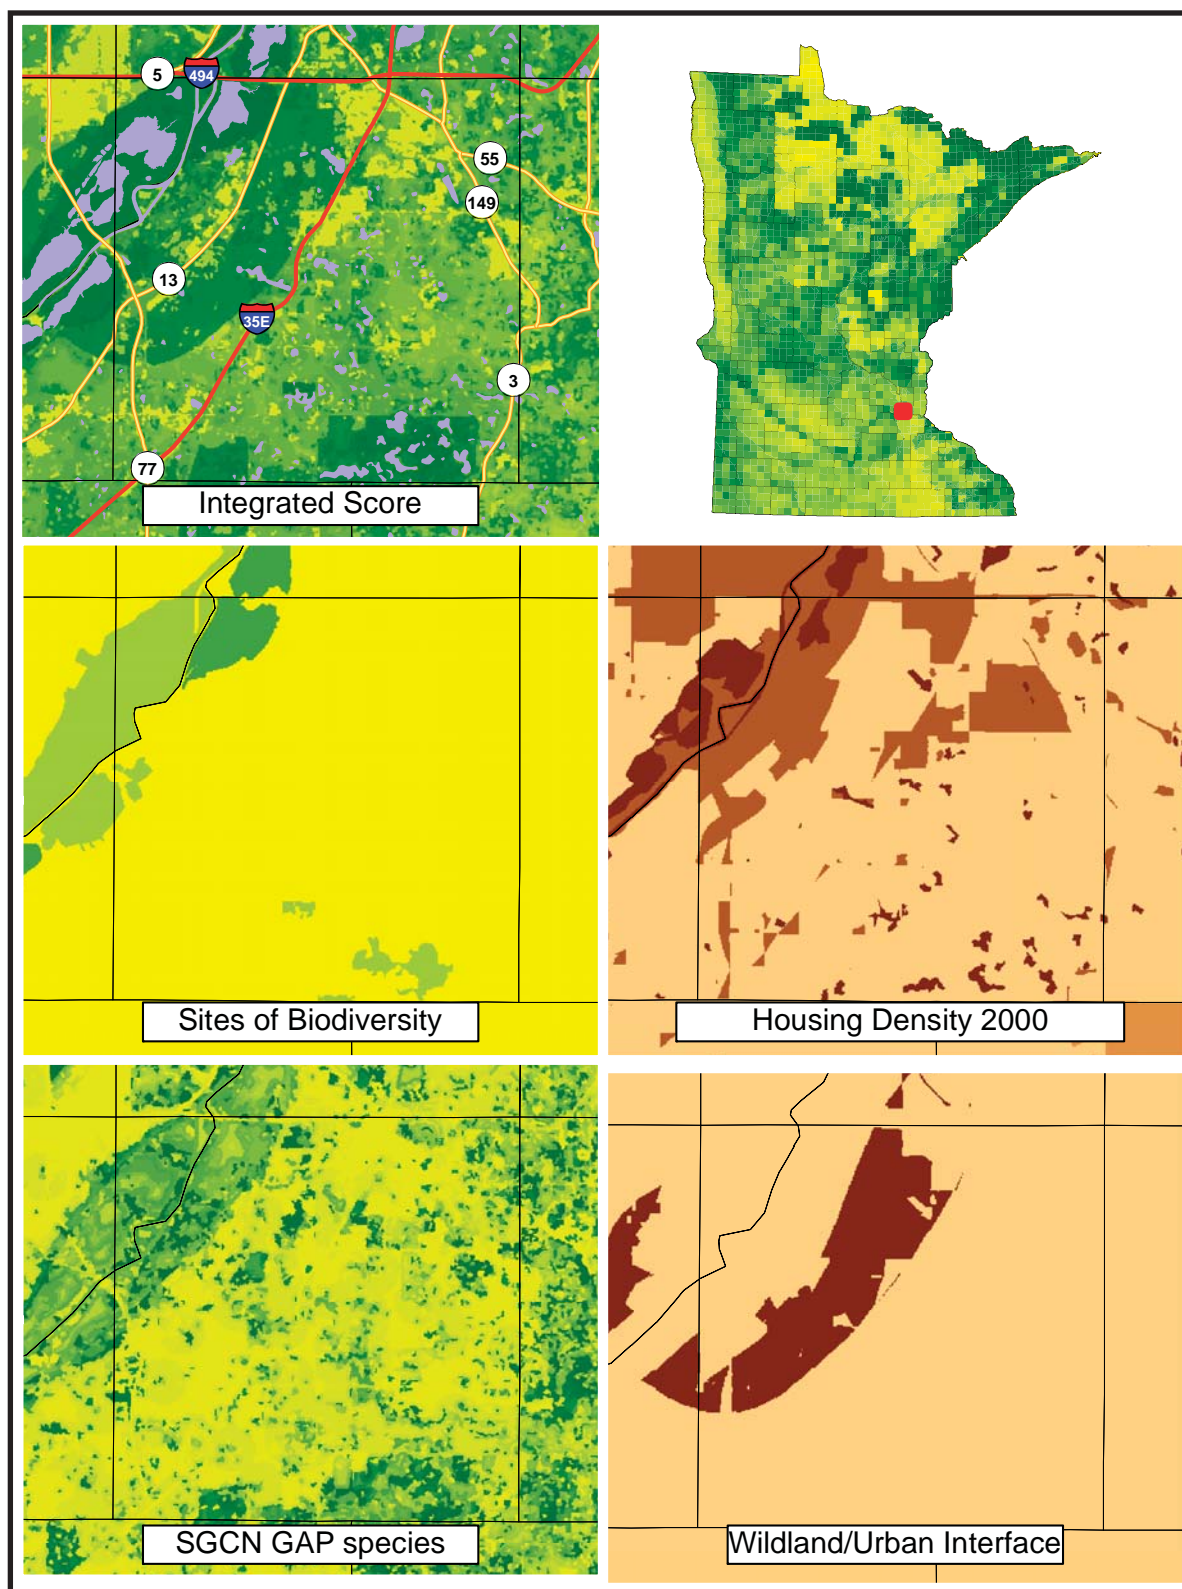 5
494
55
149
13
35E
3
77
Integrated Score
Sites of Biodiversity
Housing Density 2000
SGCN GAP species
Wildland/Urban Interface